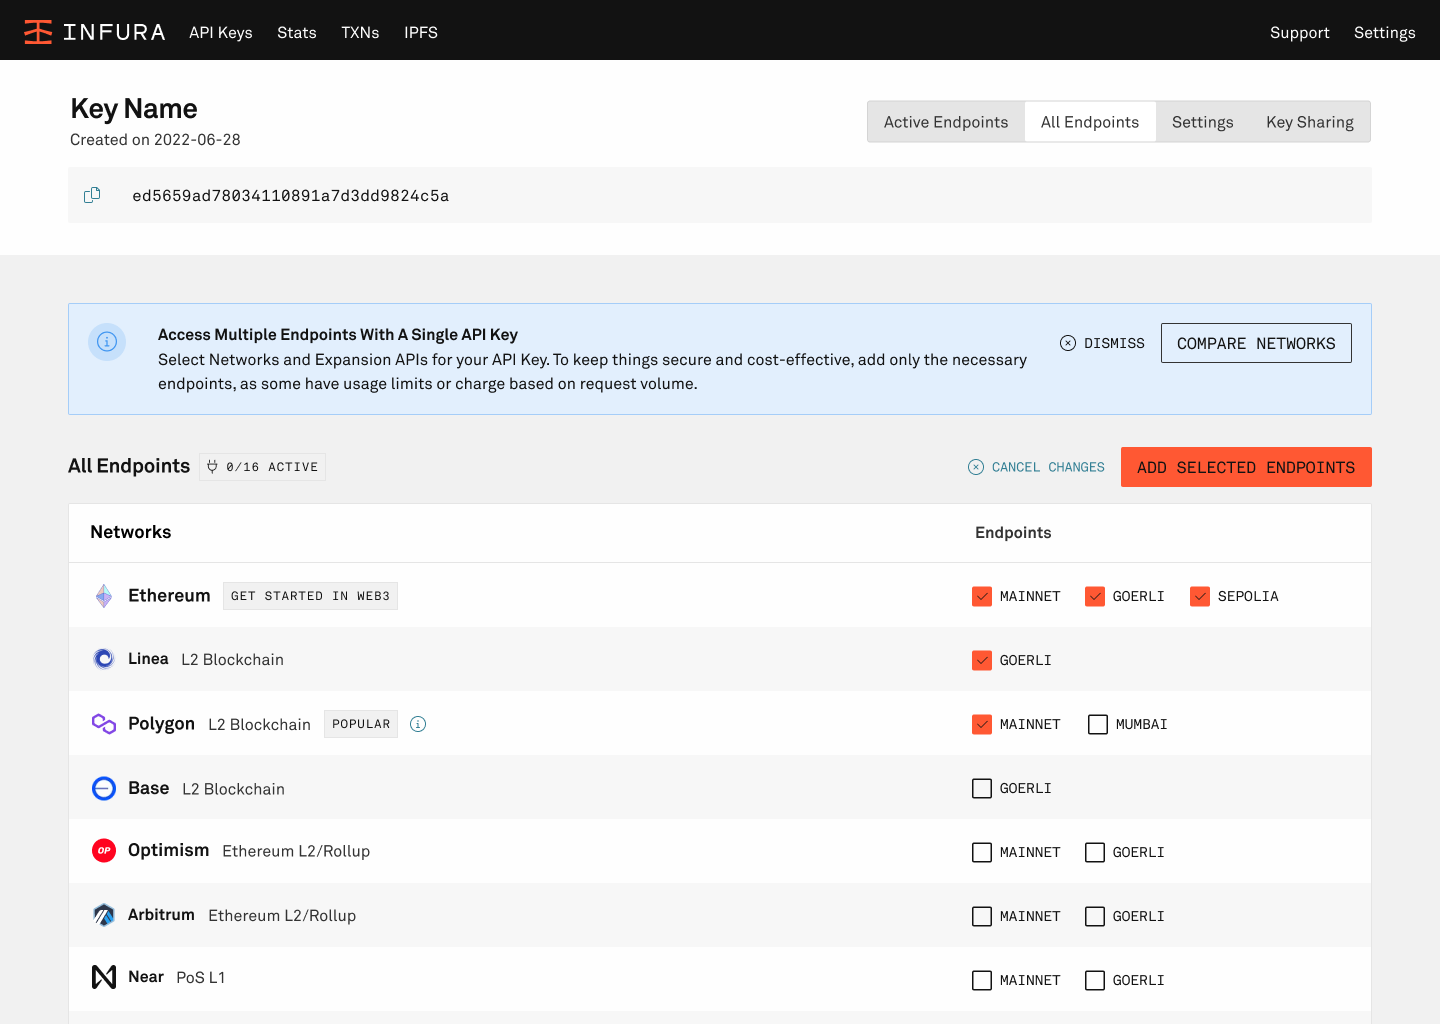 INFURA API Keys Stats TXNs IPFS Support Settings
Key Name
Created on 2022-06-28
Active Endpoints All Endpoints Settings Key Sharing
ed5659ad78034110891a7d3dd9824c5a
Access Multiple Endpoints With A Single API Key
Select Networks and Expansion APIs for your API Key. To keep things secure and cost-effective, add only the necessary
endpoints, as some have usage limits or charge based on request volume.
DISMISS COMPARE NETWORKS
All Endpoints 0/16 ACTIVE CANCEL CHANGES ADD SELECTED ENDPOINTS
Networks Endpoints
Ethereum GET STARTED IN WEB3 MAINNET GOERLI SEPOLIA
Linea L2 Blockchain GOERLI
Polygon L2 Blockchain POPULAR MAINNET MUMBAI
Base L2 Blockchain GOERLI
OP Optimism Ethereum L2/Rollup MAINNET GOERLI
Arbitrum Ethereum L2/Rollup MAINNET GOERLI
Near PoS L1 MAINNET GOERLI